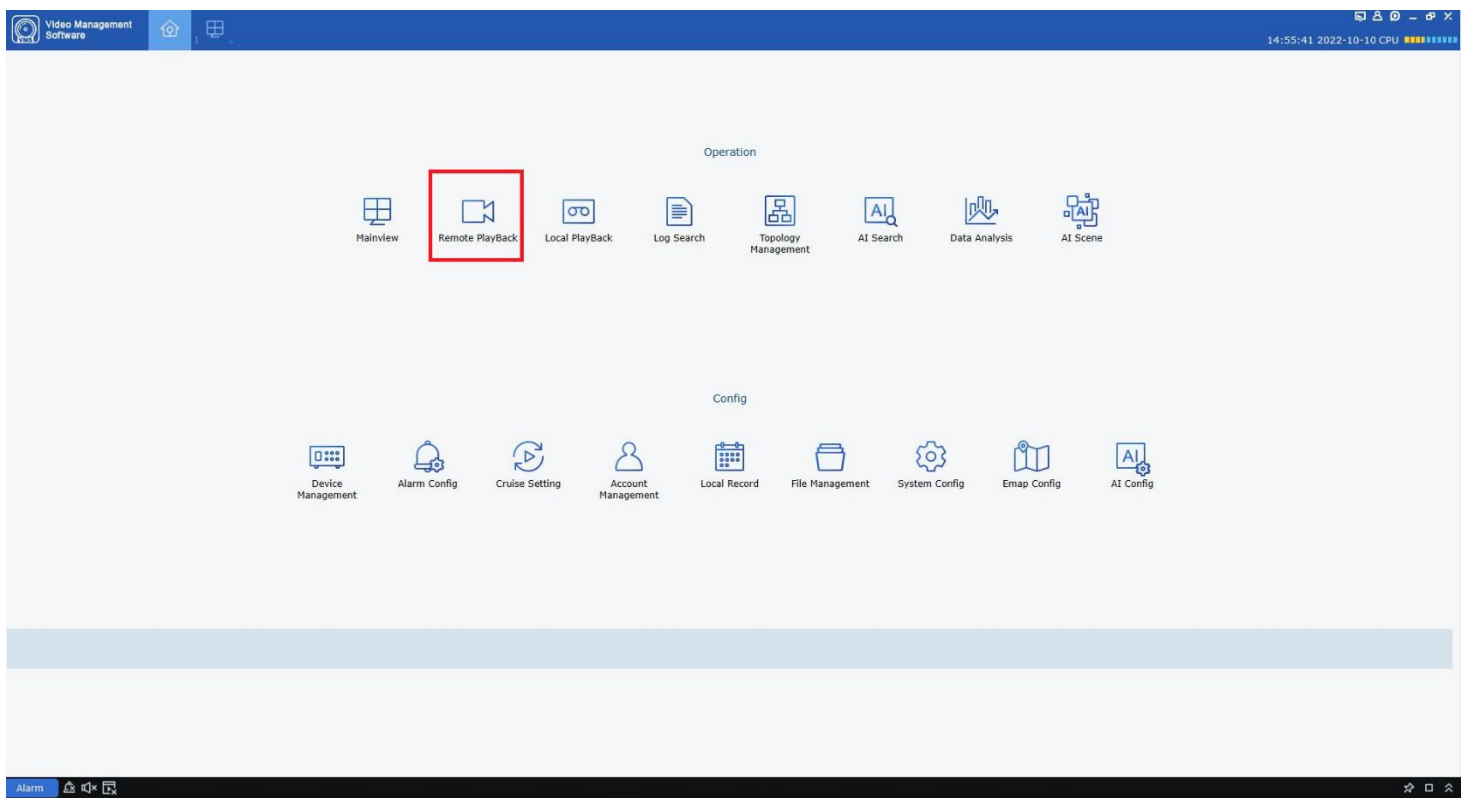 Video Management
Software
1
14:55:41 2022-10-10 CPU
Operation
Mainview
Remote PlayBack
Local PlayBack
Log Search
Topology
Management
AI Search
Data Analysis
AI Scene
Config
Device
Management
Alarm Config
Cruise Setting
Account
Management
Local Record
File Management
System Config
Emap Config
AI Config
Alarm